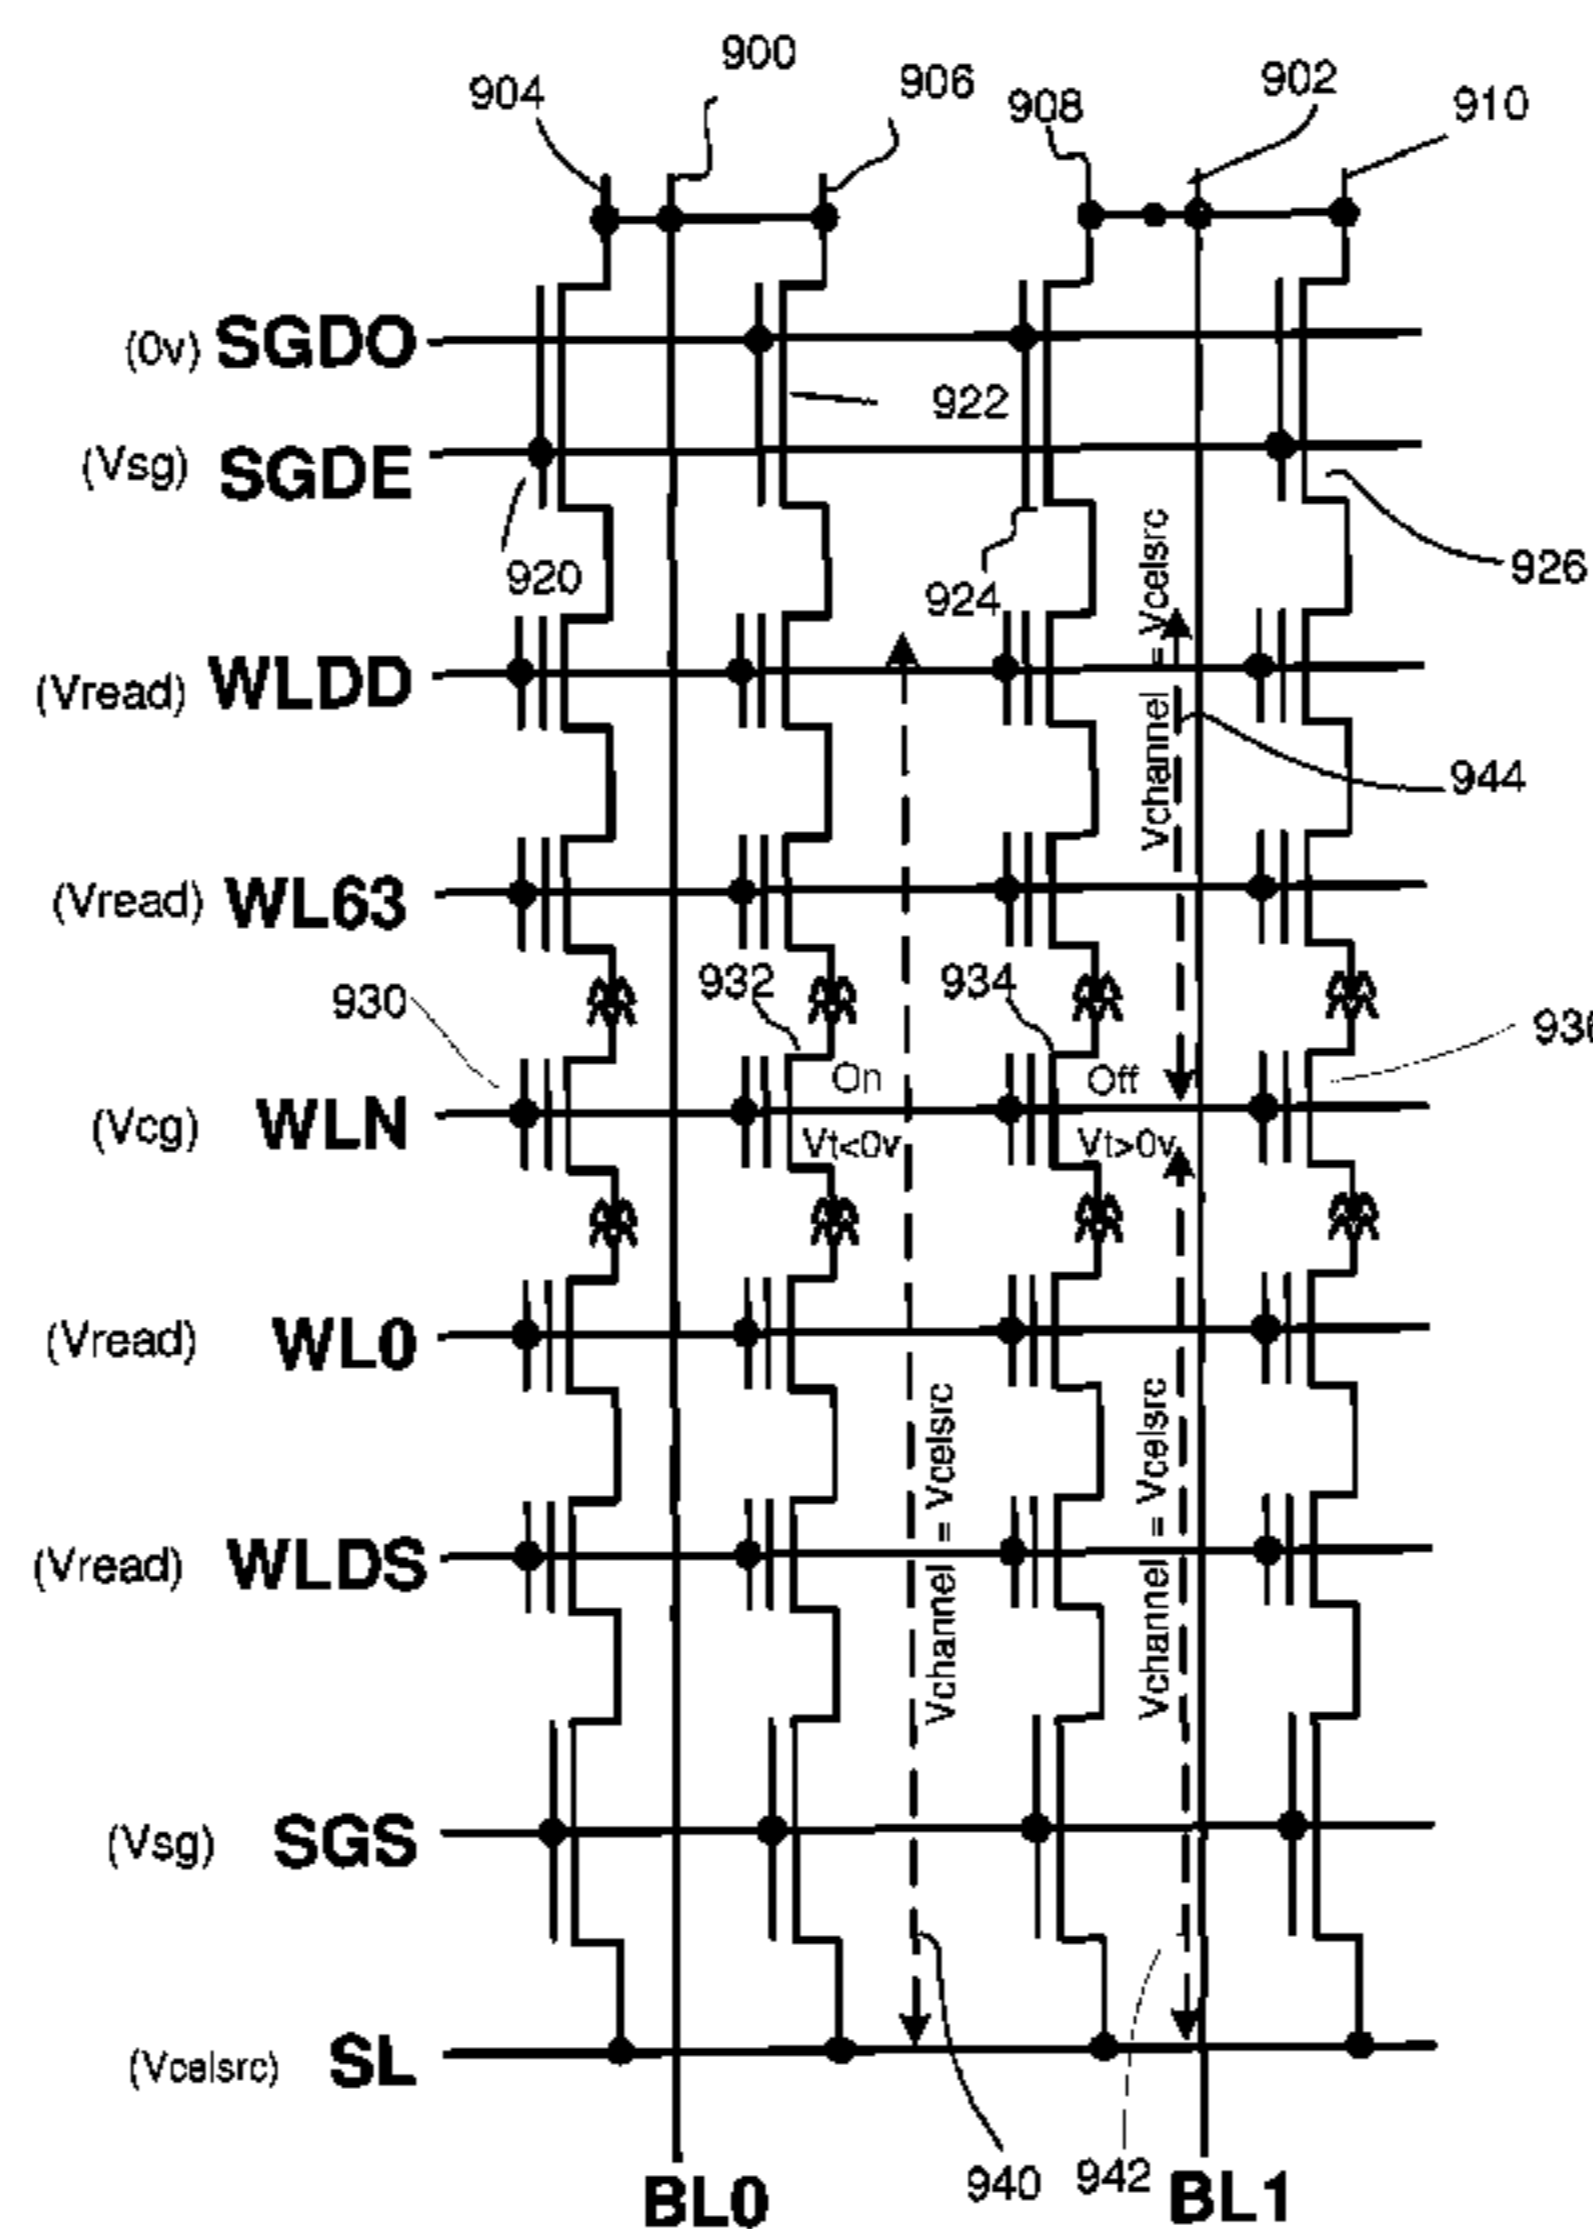 900
904
906
902
908
910
(0v) SGDO
922
(Vsg) SGDE
920
924
926
Vchannel = Vcelsrc
(Vread) WLDD
944
(Vread) WL63
930
932
934
On
Off
(Vcg) WLN
Vt<0v
Vt>0v
(Vread) WL0
Vchannel = Vcelsrc
Vchannel = Vcelsrc
(Vread) WLDS
(Vsg) SGS
(Vcelsrc) SL
940
942
BL0
BL1